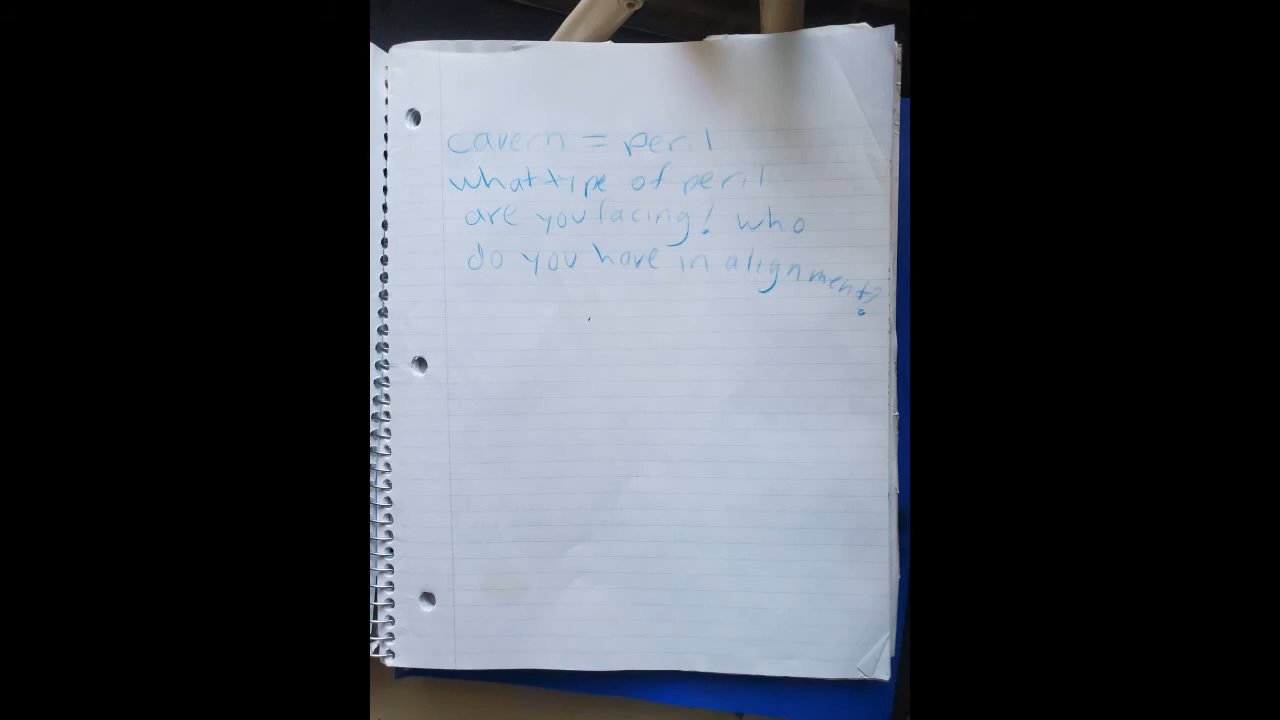 cavern = peril
what tipe of peril
are you facing! who
do you have in alignment?